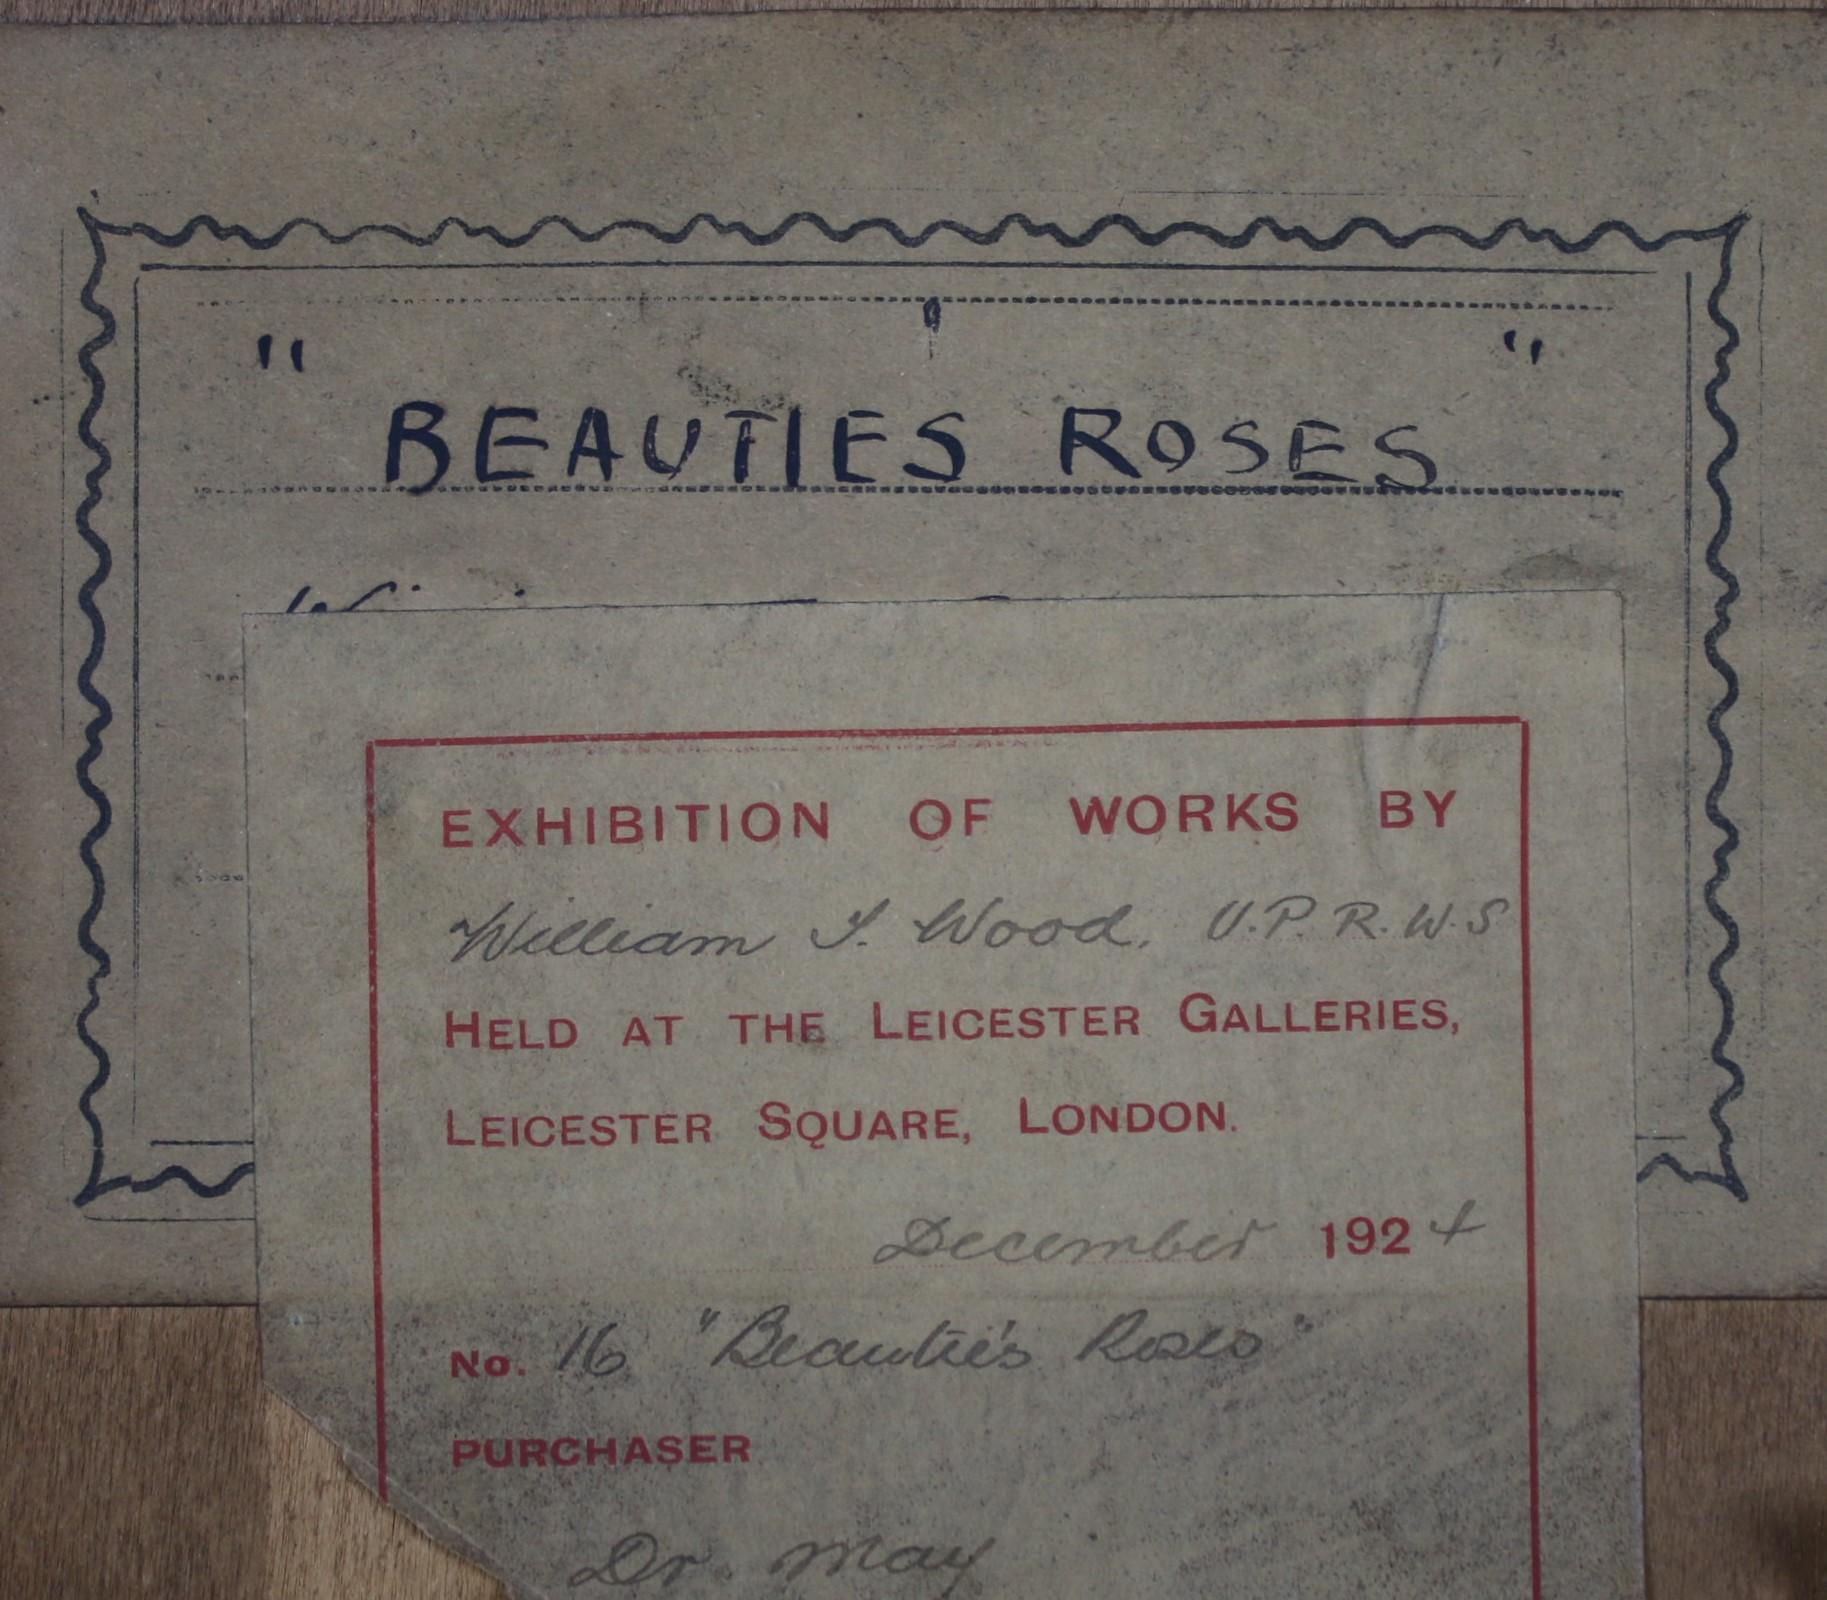 "BEAUTIES ROSES"
EXHIBITION OF WORKS BY
William T. Wood, V.P.R.W.S
HELD AT THE LEICESTER GALLERIES,
LEICESTER SQUARE, LONDON.
December 1924
No. 16 "Beautie's Roses"
PURCHASER
Dr. May